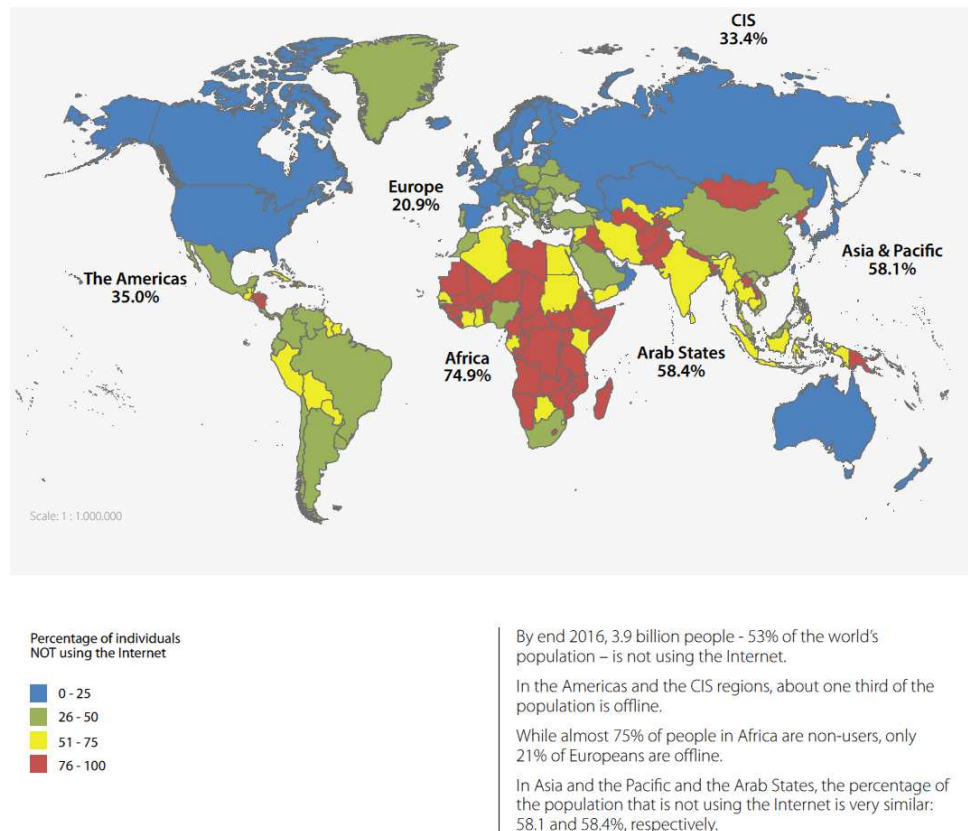 CIS
33.4%
Europe
20.9%
The Americas
35.0%
Asia & Pacific
58.1%
Africa
74.9%
Arab States
58.4%
Scale: 1 : 1.000.000
Percentage of individuals
NOT using the Internet
0 - 25
26 - 50
51 - 75
76 - 100
By end 2016, 3.9 billion people - 53% of the world's
population – is not using the Internet.
In the Americas and the CIS regions, about one third of the
population is offline.
While almost 75% of people in Africa are non-users, only
21% of Europeans are offline.
In Asia and the Pacific and the Arab States, the percentage of
the population that is not using the Internet is very similar:
58.1 and 58.4%, respectively.